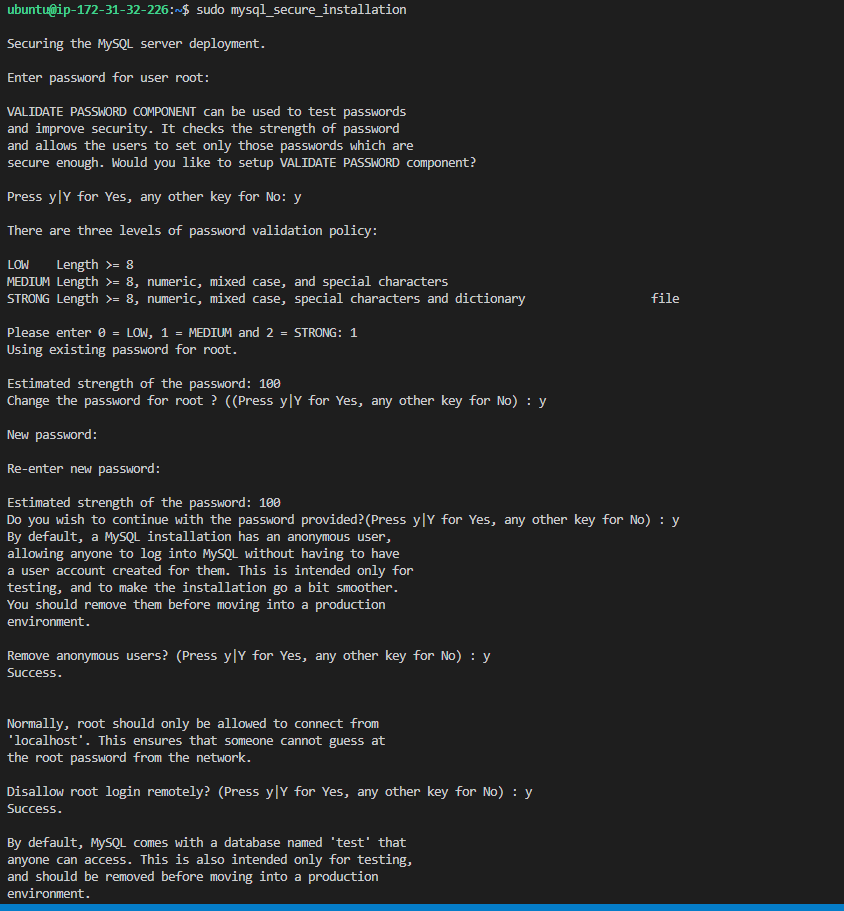 ubuntu@ip-172-31-32-226:~$ sudo mysql_secure_installation
Securing the MySQL server deployment.
Enter password for user root:
VALIDATE PASSWORD COMPONENT can be used to test passwords
and improve security. It checks the strength of password
and allows the users to set only those passwords which are
secure enough. Would you like to setup VALIDATE PASSWORD component?
Press y|Y for Yes, any other key for No: y
There are three levels of password validation policy:
LOW    Length >= 8
MEDIUM Length >= 8, numeric, mixed case, and special characters
STRONG Length >= 8, numeric, mixed case, special characters and dictionary                  file
Please enter 0 = LOW, 1 = MEDIUM and 2 = STRONG: 1
Using existing password for root.
Estimated strength of the password: 100
Change the password for root ? ((Press y|Y for Yes, any other key for No) : y
New password:
Re-enter new password:
Estimated strength of the password: 100
Do you wish to continue with the password provided?(Press y|Y for Yes, any other key for No) : y
By default, a MySQL installation has an anonymous user,
allowing anyone to log into MySQL without having to have
a user account created for them. This is intended only for
testing, and to make the installation go a bit smoother.
You should remove them before moving into a production
environment.
Remove anonymous users? (Press y|Y for Yes, any other key for No) : y
Success.
Normally, root should only be allowed to connect from
'localhost'. This ensures that someone cannot guess at
the root password from the network.
Disallow root login remotely? (Press y|Y for Yes, any other key for No) : y
Success.
By default, MySQL comes with a database named 'test' that
anyone can access. This is also intended only for testing,
and should be removed before moving into a production
environment.